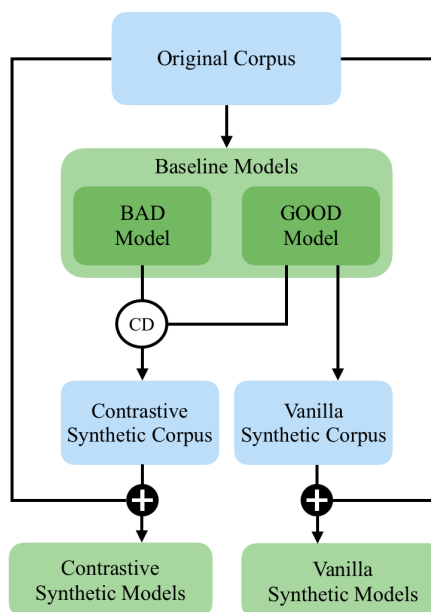 Original Corpus
Baseline Models
BAD
Model
GOOD
Model
CD
Contrastive
Synthetic Corpus
Vanilla
Synthetic Corpus
Contrastive
Synthetic Models
Vanilla
Synthetic Models